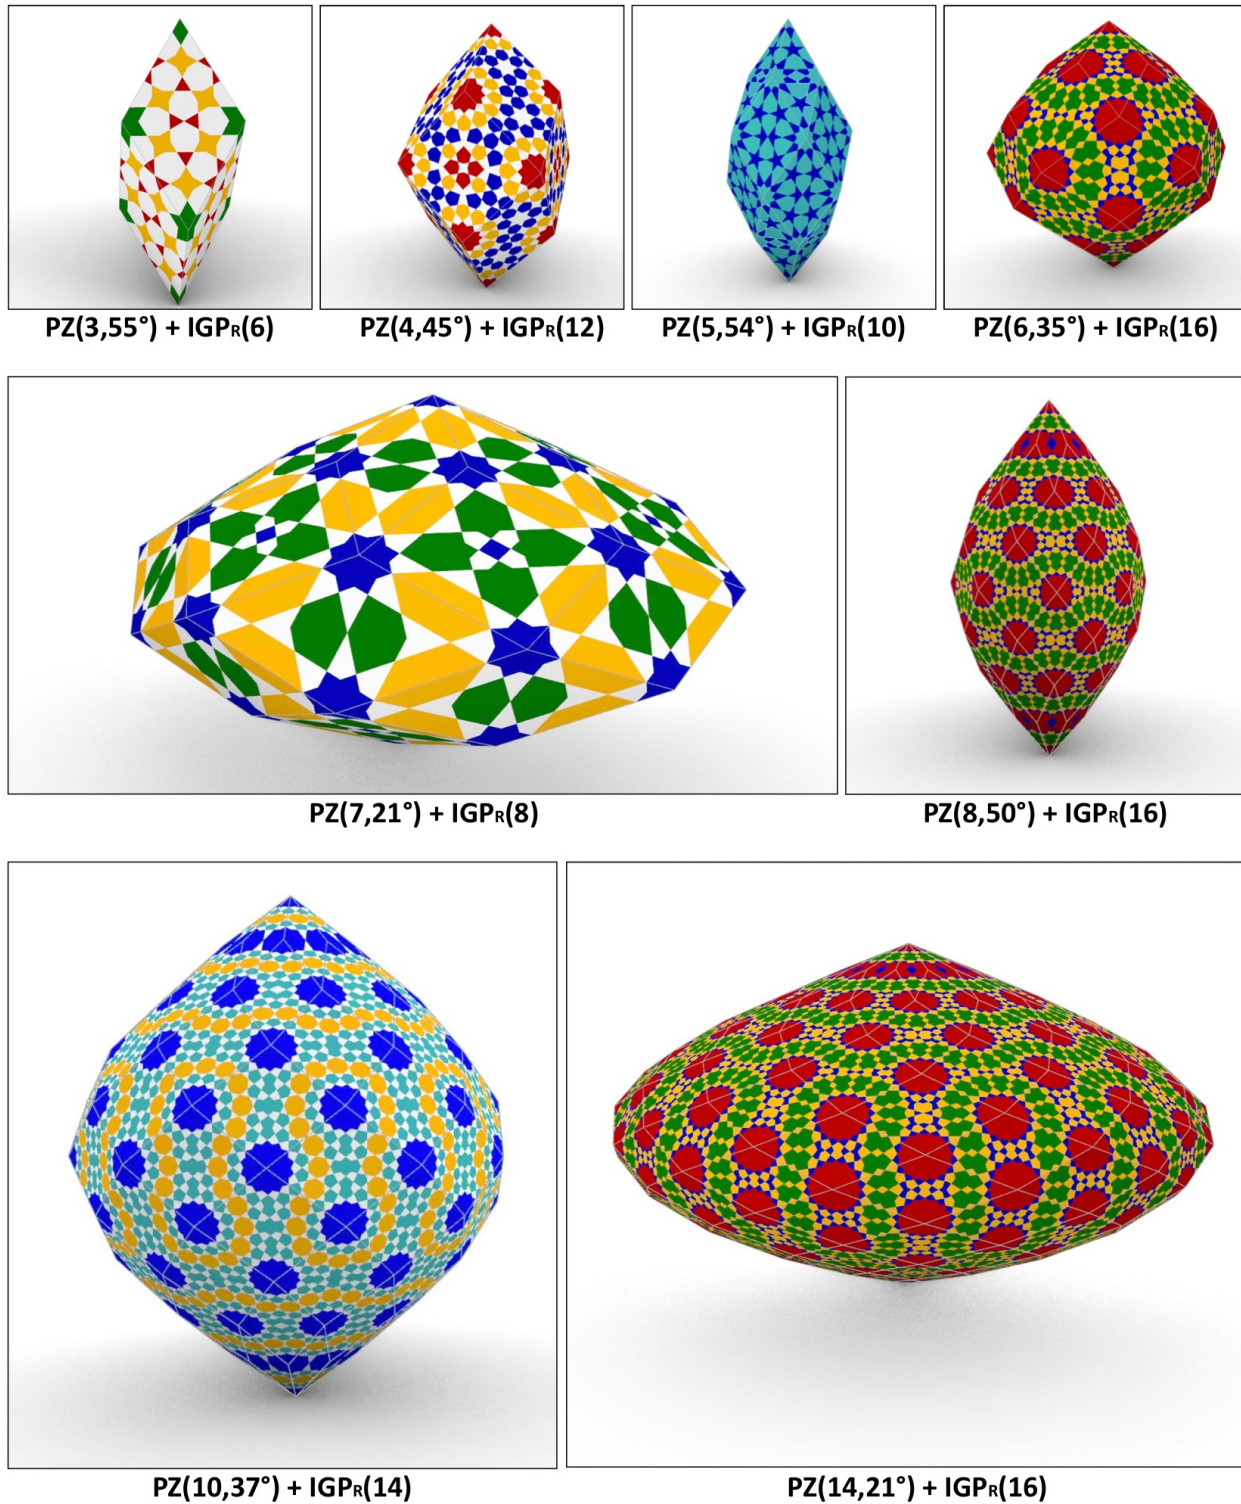 PZ(3,55°) + IGPR(6)
PZ(4,45°) + IGPR(12)
PZ(5,54°) + IGPR(10)
PZ(6,35°) + IGPR(16)
PZ(7,21°) + IGPR(8)
PZ(8,50°) + IGPR(16)
PZ(10,37°) + IGPR(14)
PZ(14,21°) + IGPR(16)